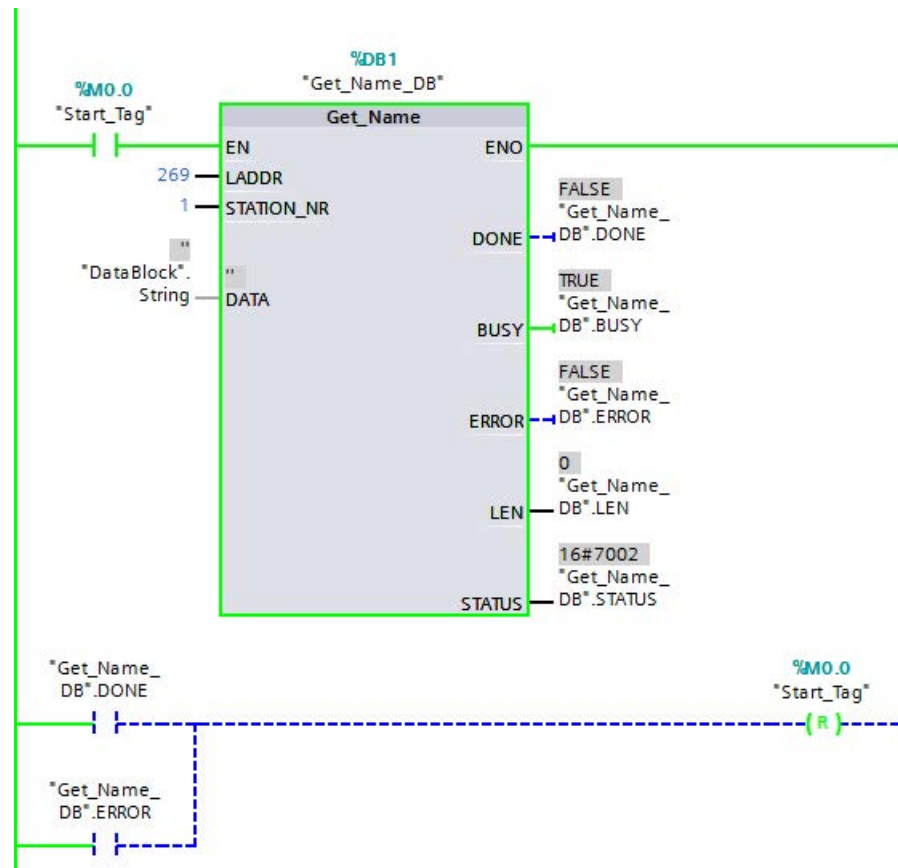 %DB1
"Get_Name_DB"
%M0.0
"Start_Tag"
Get_Name
EN
ENO
269
LADDR
1
STATION_NR
FALSE
"Get_Name_
DB".DONE
DONE
''
"DataBlock".
String
''
DATA
TRUE
"Get_Name_
DB".BUSY
BUSY
FALSE
"Get_Name_
DB".ERROR
ERROR
0
"Get_Name_
DB".LEN
LEN
16#7002
"Get_Name_
DB".STATUS
STATUS
"Get_Name_
DB".DONE
%M0.0
"Start_Tag"
R
"Get_Name_
DB".ERROR